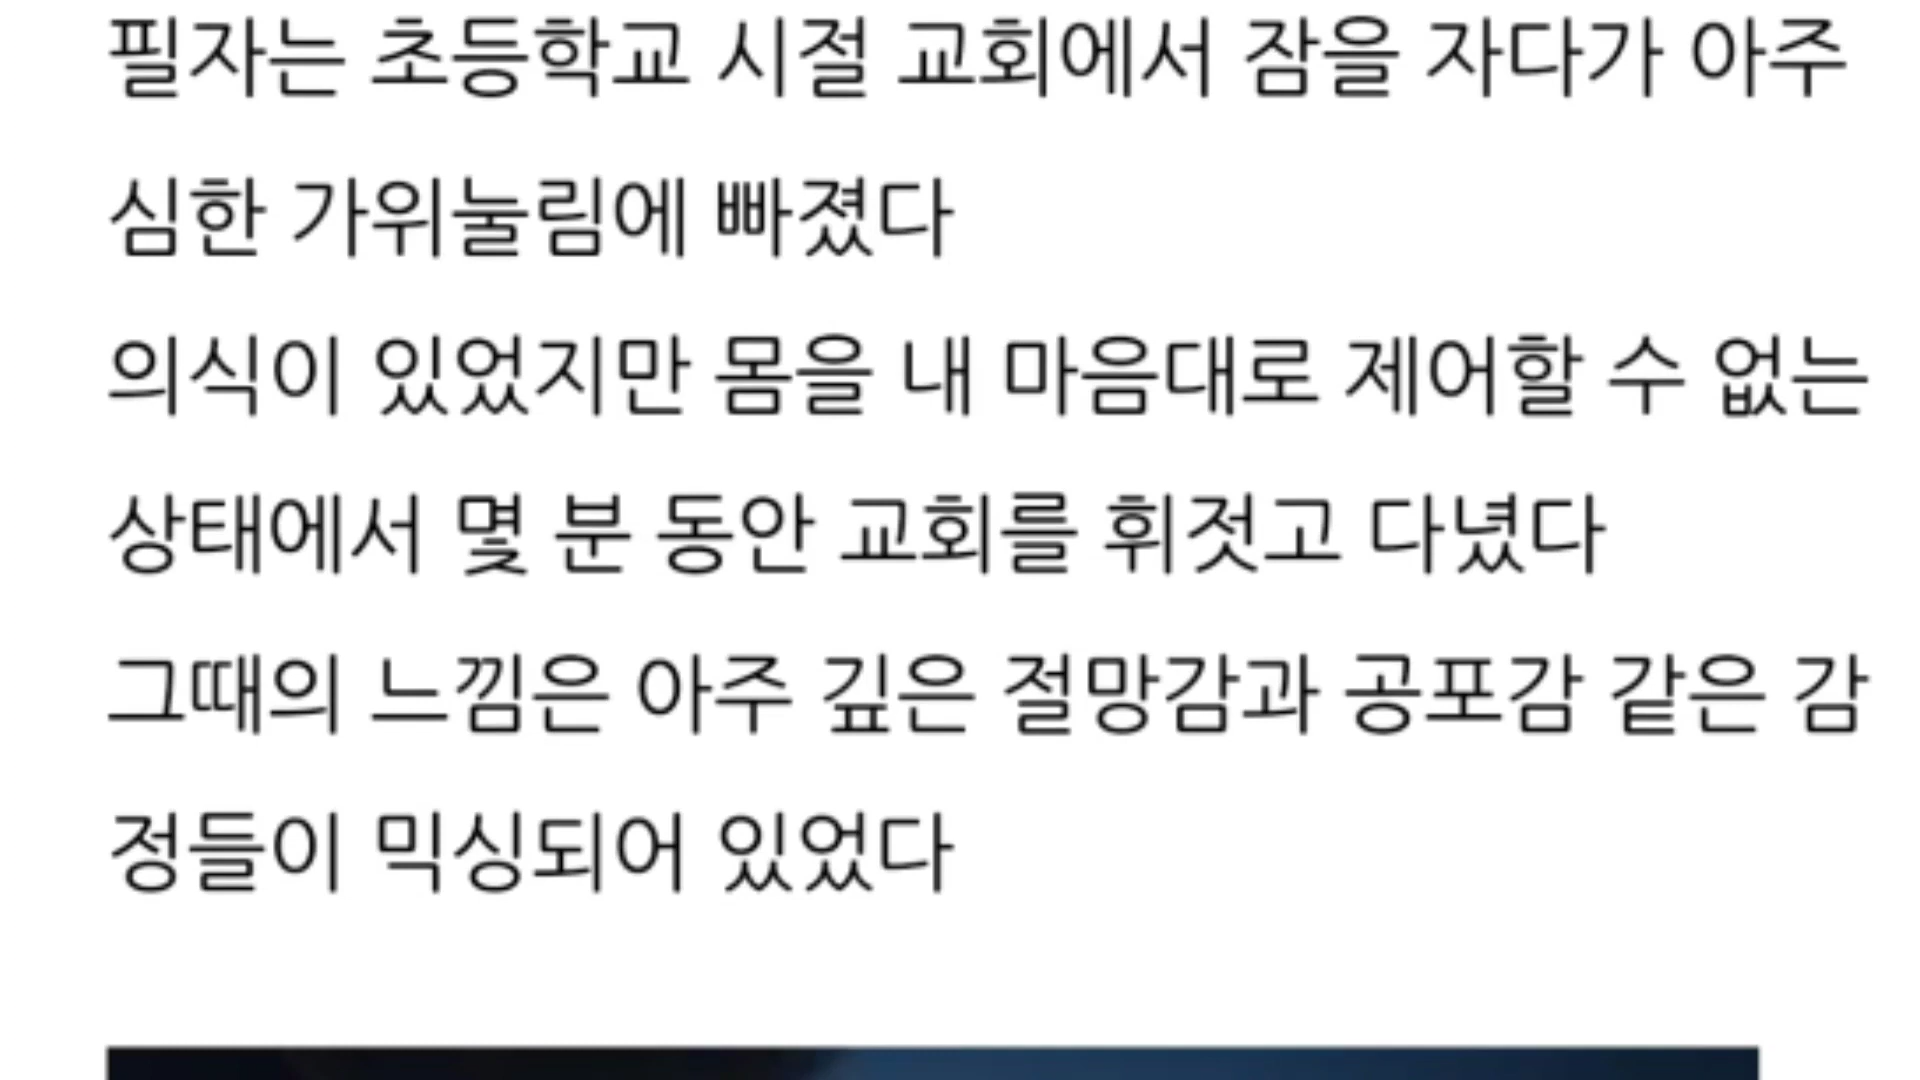 필자는 초등학교 시절 교회에서 잠을 자다가 아주
심한 가위눌림에 빠졌다
의식이 있었지만 몸을 내 마음대로 제어할 수 없는
상태에서 몇 분 동안 교회를 휘젓고 다녔다
그때의 느낌은 아주 깊은 절망감과 공포감 같은 감
정들이 믹싱되어 있었다